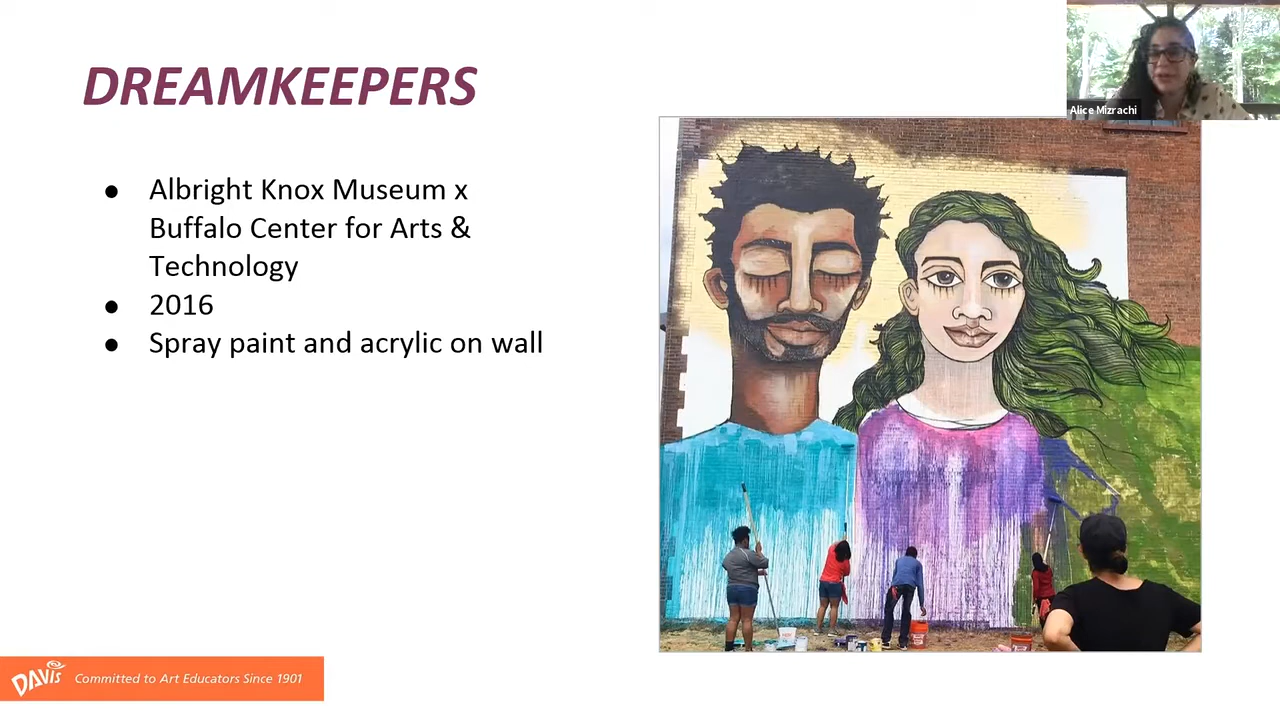 DREAMKEEPERS
Alice Mizrachi
● Albright Knox Museum x
Buffalo Center for Arts &
Technology
● 2016
● Spray paint and acrylic on wall
DAVIS
Committed to Art Educators Since 1901